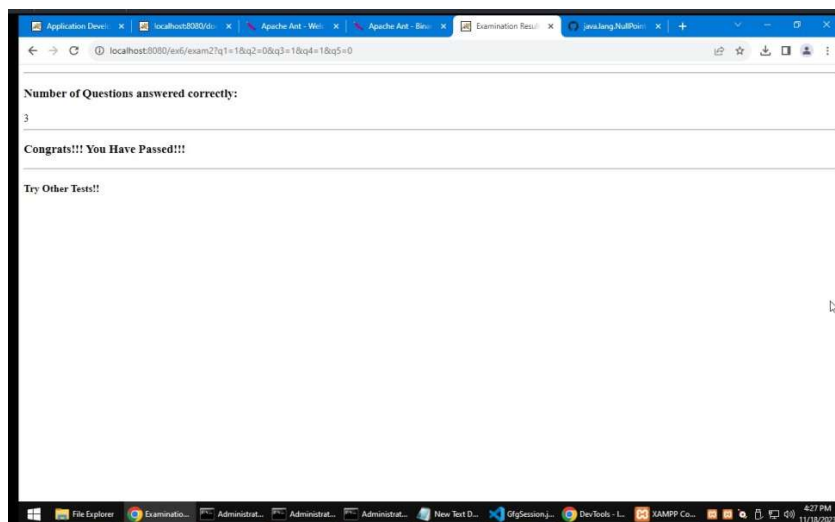 Application Devel
localhost:8080/do
Apache Ant - Wel
Apache Ant - Bina
Examination Resul
java.lang.NullPoin
localhost:8080/ex6/exam2?q1=1&q2=0&q3=1&q4=1&q5=0
Number of Questions answered correctly:
3
Congrats!!! You Have Passed!!!
Try Other Tests!!
File Explorer
Examinatio...
Administrat...
Administrat...
Administrat...
New Text D...
GfgSession.j...
DevTools - L...
XAMPP Co...
4:27 PM
11/18/202